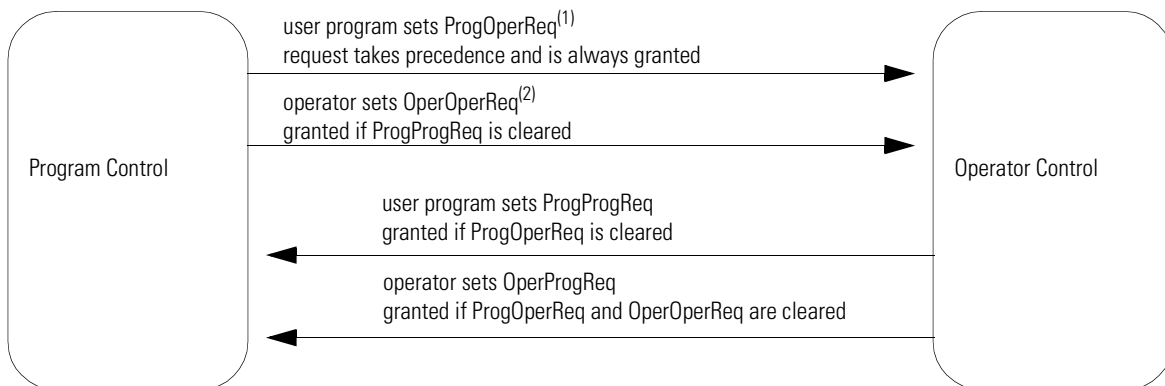 user program sets ProgOperReq(1)
request takes precedence and is always granted
operator sets OperOperReq(2)
granted if ProgProgReq is cleared
Program Control
Operator Control
user program sets ProgProgReq
granted if ProgOperReq is cleared
operator sets OperProgReq
granted if ProgOperReq and OperOperReq are cleared